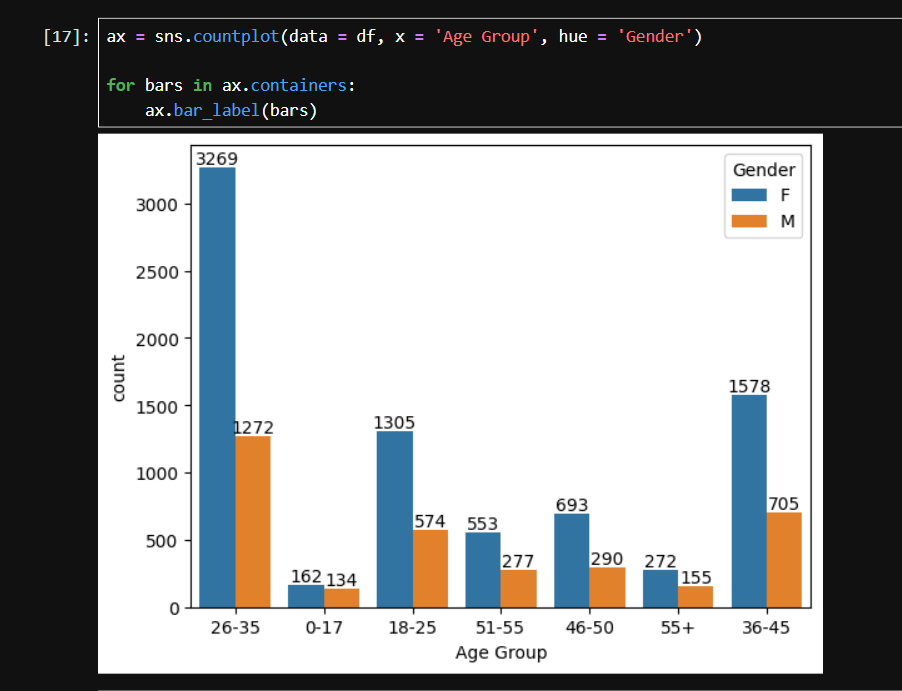 [17]: ax = sns.countplot(data = df, x = 'Age Group', hue = 'Gender')
for bars in ax.containers:
    ax.bar_label(bars)
3269
Gender
F
M
3000
2500
2000
count
1578
1500
1305
1272
1000
705
693
574
553
500
290
277
272
162
134
155
0
26-35 0-17 18-25 51-55 46-50 55+ 36-45
Age Group